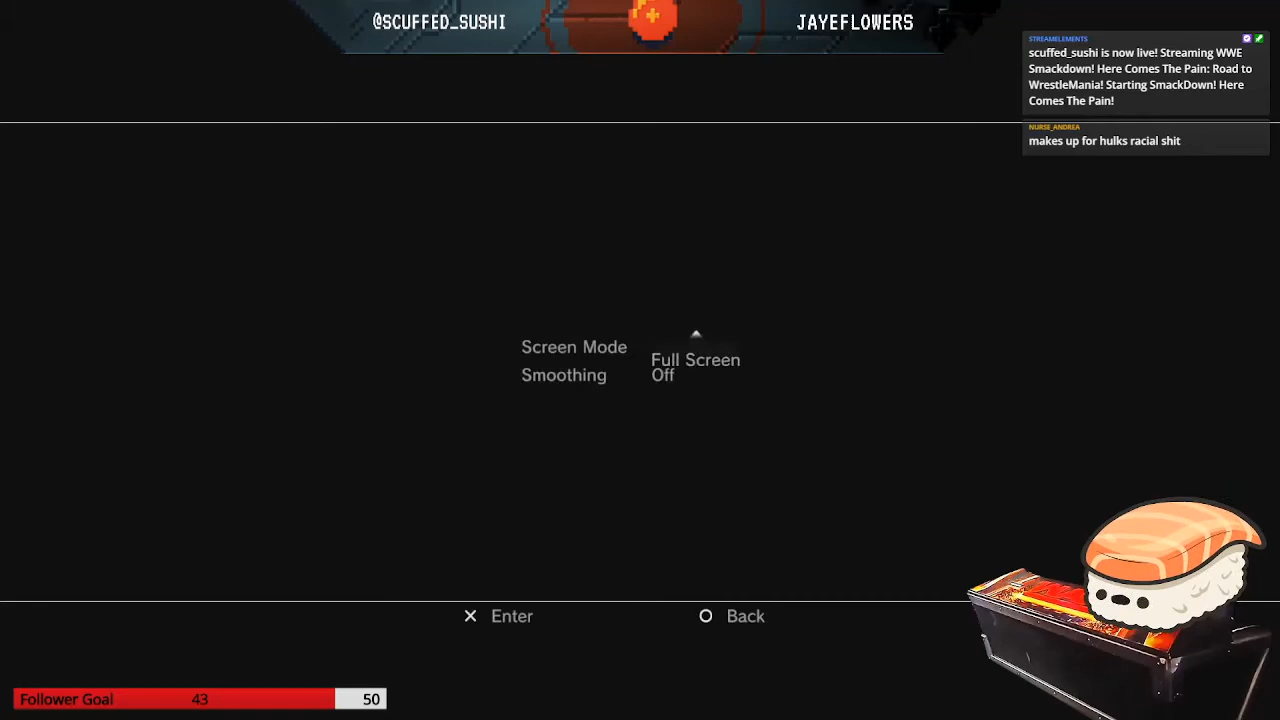 @SCUFFED_SUSHI
JAYEFLOWERS
STREAMELEMENTS
scuffed_sushi is now live! Streaming WWE
Smackdown! Here Comes The Pain: Road to
WrestleMania! Starting SmackDown! Here
Comes The Pain!
NURSE_ANDREA
makes up for hulks racial shit
Screen Mode
Full Screen
Smoothing
Off
X Enter
O Back
Follower Goal 43 50